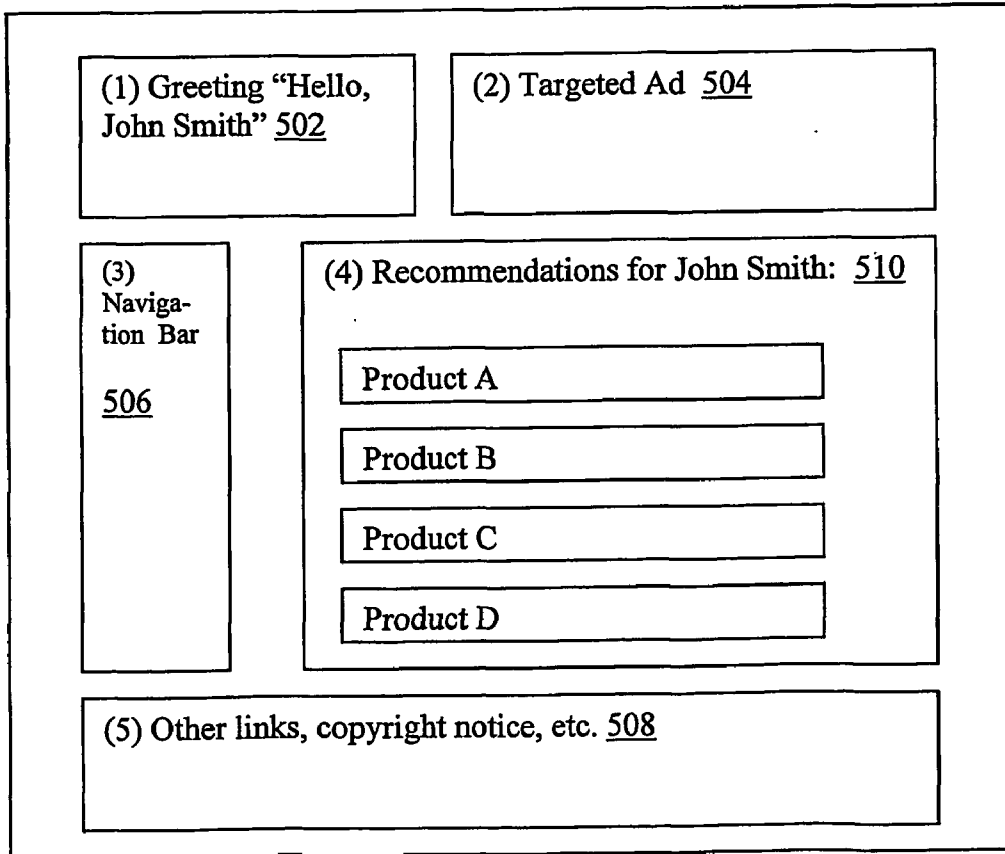 (1) Greeting “Hello,
John Smith” 502
(2) Targeted Ad 504
(3)
Naviga-
tion Bar
506
(4) Recommendations for John Smith: 510
Product A
Product B
Product C
Product D
(5) Other links, copyright notice, etc. 508